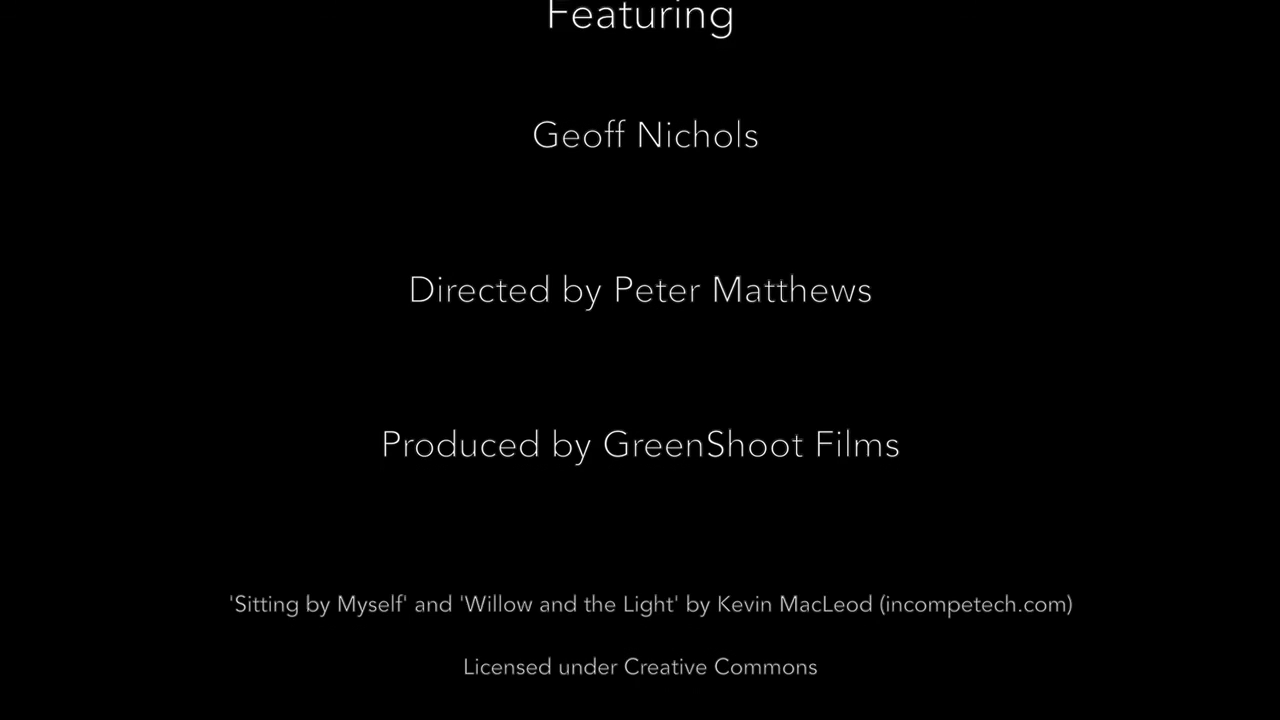 Featuring
Geoff Nichols
Directed by Peter Matthews
Produced by GreenShoot Films
'Sitting by Myself' and 'Willow and the Light' by Kevin MacLeod (incompetech.com)
Licensed under Creative Commons